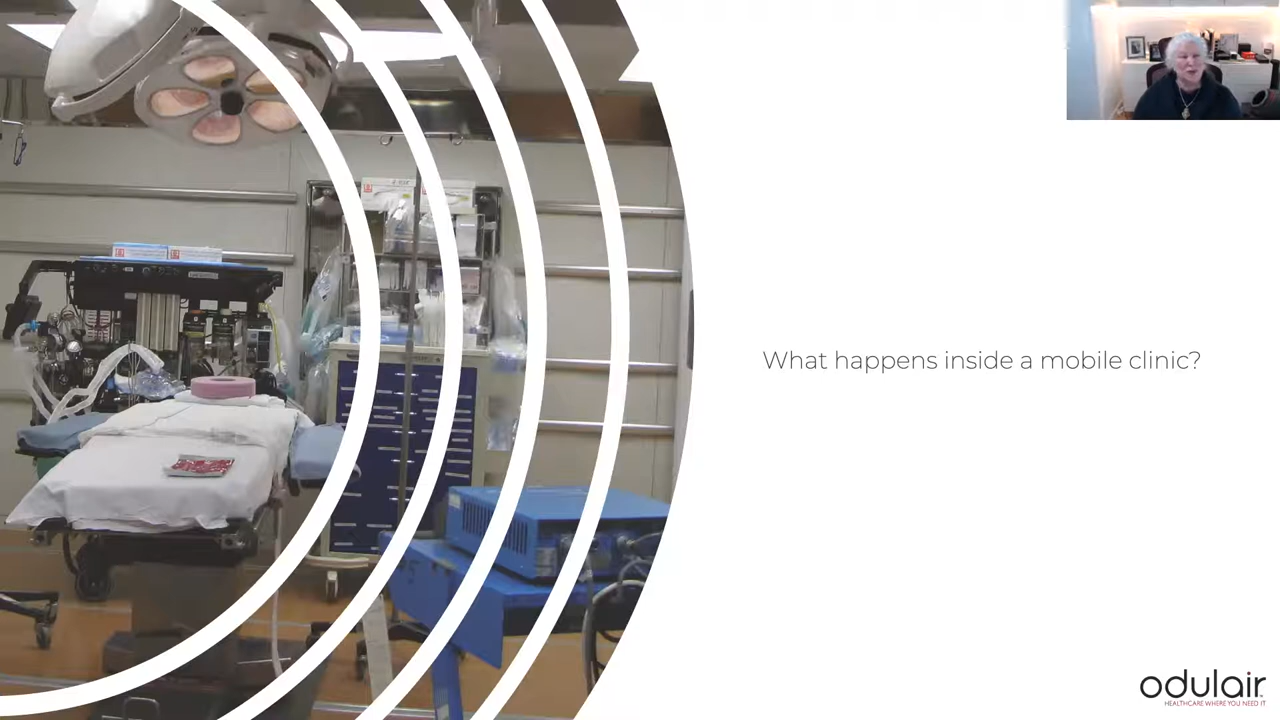 What happens inside a mobile clinic?
odulair
HEALTHCARE WHERE YOU NEED IT